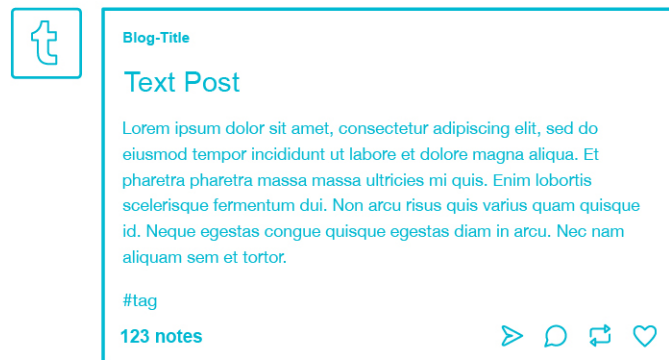 t
Blog-Title
Text Post
Lorem ipsum dolor sit amet, consectetur adipiscing elit, sed do
eiusmod tempor incididunt ut labore et dolore magna aliqua. Et
pharetra pharetra massa massa ultricies mi quis. Enim lobortis
scelerisque fermentum dui. Non arcu risus quis varius quam quisque
id. Neque egestas congue quisque egestas diam in arcu. Nec nam
aliquam sem et tortor.
#tag
123 notes